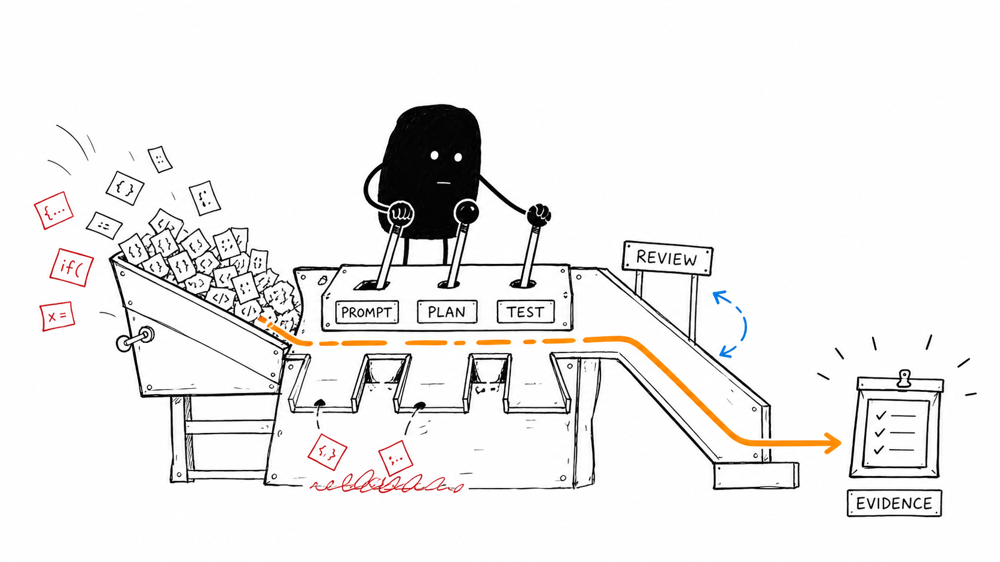 {...
if(
x =
{ }
</>
PROMPT
PLAN
TEST
REVIEW
EVIDENCE